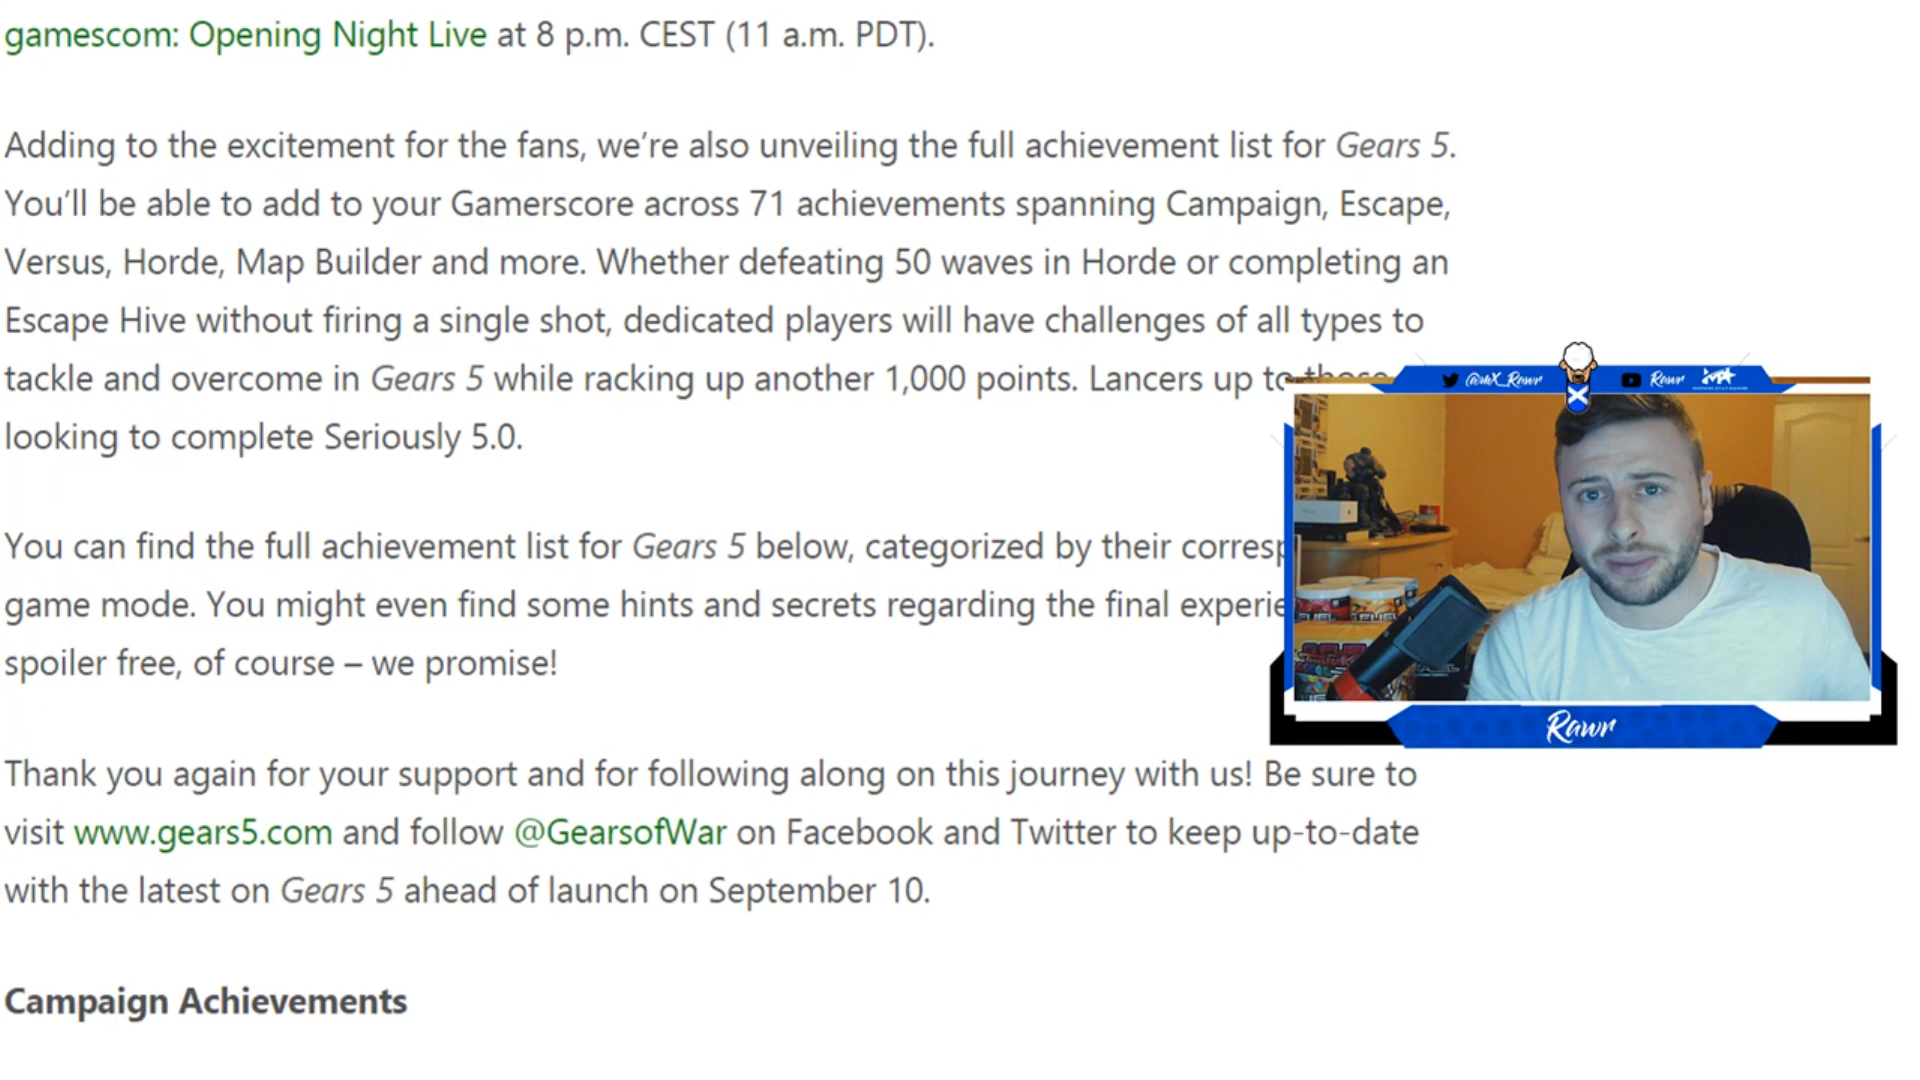 gamescom: Opening Night Live at 8 p.m. CEST (11 a.m. PDT).
Adding to the excitement for the fans, we’re also unveiling the full achievement list for Gears 5.
You’ll be able to add to your Gamerscore across 71 achievements spanning Campaign, Escape,
Versus, Horde, Map Builder and more. Whether defeating 50 waves in Horde or completing an
Escape Hive without firing a single shot, dedicated players will have challenges of all types to
tackle and overcome in Gears 5 while racking up another 1,000 points. Lancers up to those
looking to complete Seriously 5.0.
@mX_Rawr Rawr
You can find the full achievement list for Gears 5 below, categorized by their
game mode. You might even find some hints and secrets regarding the final
spoiler free, of course – we promise!
Rawr
Thank you again for your support and for following along on this journey with us! Be sure to
visit www.gears5.com and follow @GearsofWar on Facebook and Twitter to keep up-to-date
with the latest on Gears 5 ahead of launch on September 10.
Campaign Achievements